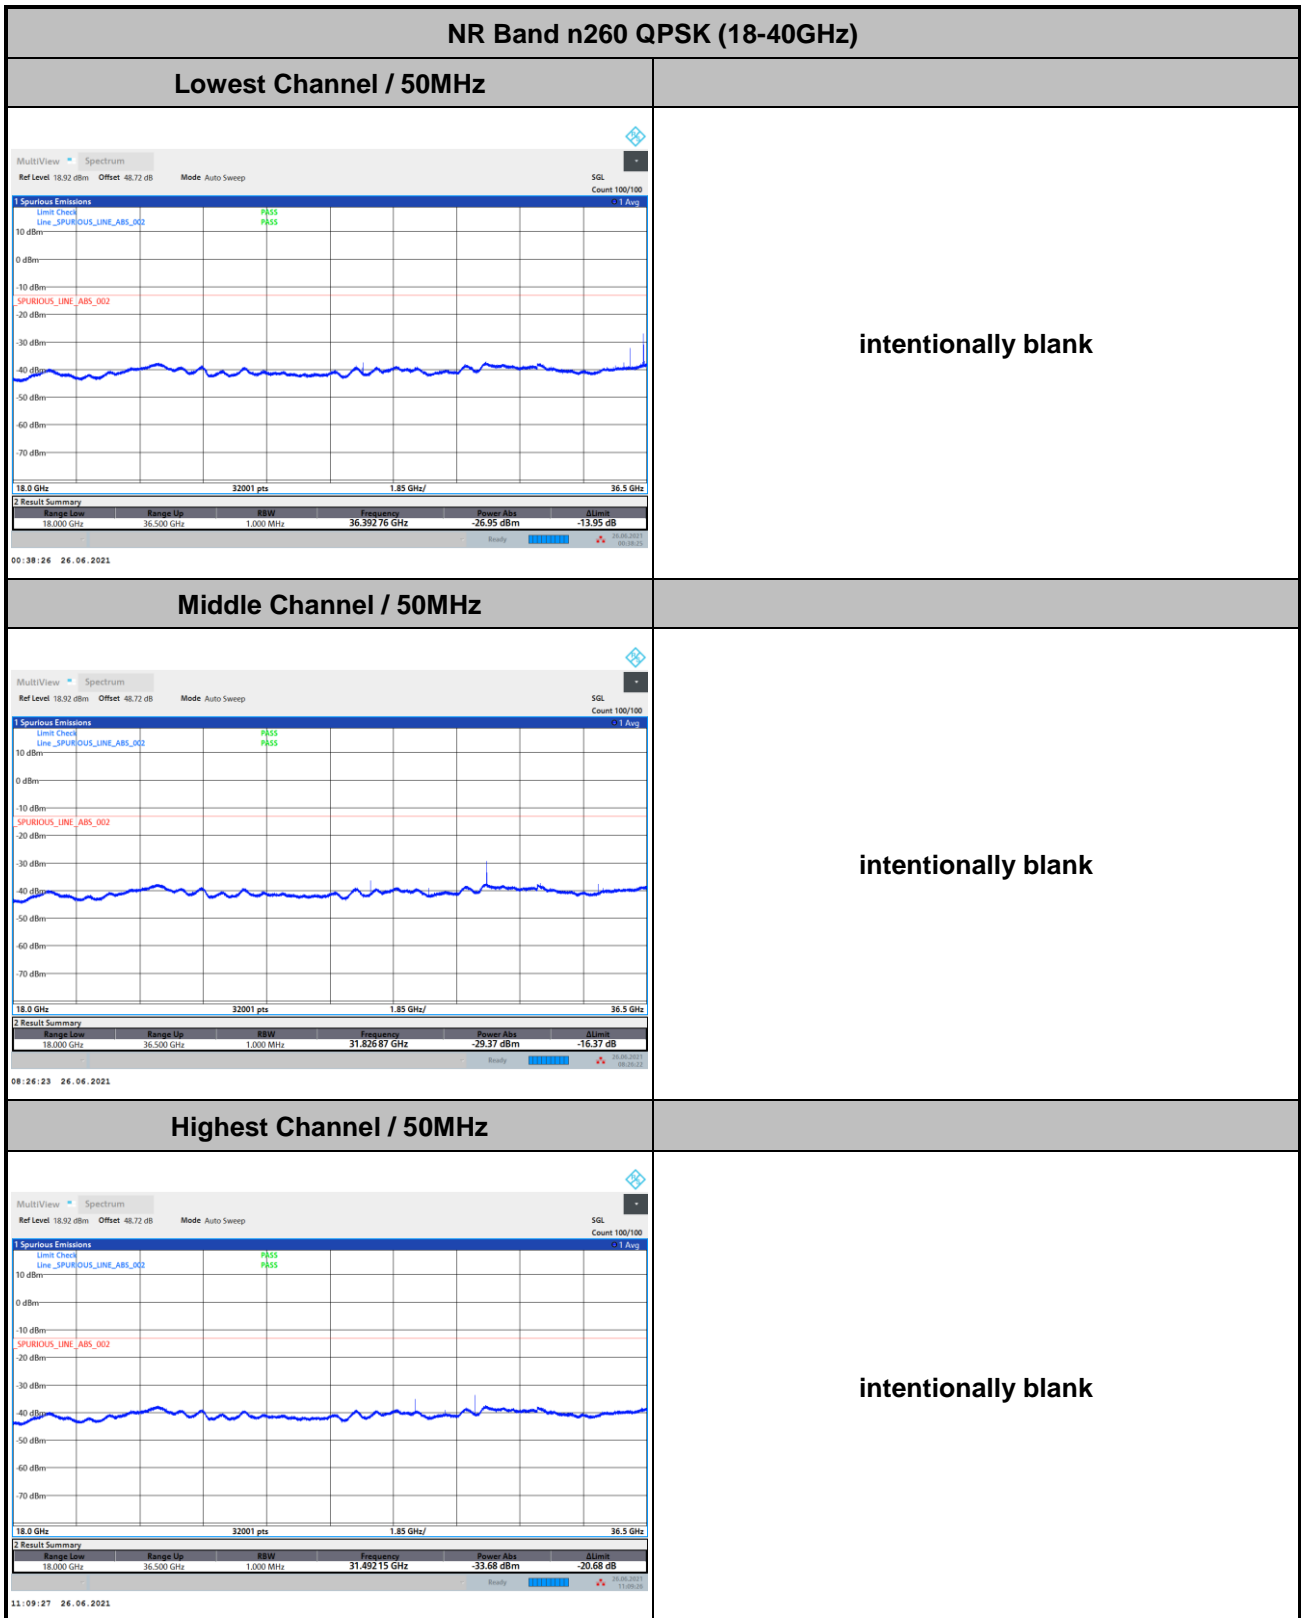 NR Band n260 QPSK (18-40GHz)
Lowest Channel / 50MHz
MultiView Spectrum
Ref Level 18.92 dBm Offset 48.72 dB Mode Auto Sweep SGL
Count 100/100
1 Spurious Emissions 1 Avg
Limit Check PASS
Line _SPURIOUS_LINE_ABS_002 PASS
10 dBm
0 dBm
-10 dBm
_SPURIOUS_LINE_ABS_002
-20 dBm
-30 dBm
-40 dBm
-50 dBm
-60 dBm
-70 dBm
18.0 GHz 32001 pts 1.85 GHz/ 36.5 GHz
2 Result Summary
Range Low Range Up RBW Frequency Power Abs ΔLimit
18.000 GHz 36.500 GHz 1.000 MHz 36.39276 GHz -26.95 dBm -13.95 dB
Ready
00:38:26 26.06.2021
intentionally blank
Middle Channel / 50MHz
MultiView Spectrum
Ref Level 18.92 dBm Offset 48.72 dB Mode Auto Sweep SGL
Count 100/100
1 Spurious Emissions 1 Avg
Limit Check PASS
Line _SPURIOUS_LINE_ABS_002 PASS
10 dBm
0 dBm
-10 dBm
_SPURIOUS_LINE_ABS_002
-20 dBm
-30 dBm
-40 dBm
-50 dBm
-60 dBm
-70 dBm
18.0 GHz 32001 pts 1.85 GHz/ 36.5 GHz
2 Result Summary
Range Low Range Up RBW Frequency Power Abs ΔLimit
18.000 GHz 36.500 GHz 1.000 MHz 31.82687 GHz -29.37 dBm -16.37 dB
Ready
08:26:23 26.06.2021
intentionally blank
Highest Channel / 50MHz
MultiView Spectrum
Ref Level 18.92 dBm Offset 48.72 dB Mode Auto Sweep SGL
Count 100/100
1 Spurious Emissions 1 Avg
Limit Check PASS
Line _SPURIOUS_LINE_ABS_002 PASS
10 dBm
0 dBm
-10 dBm
_SPURIOUS_LINE_ABS_002
-20 dBm
-30 dBm
-40 dBm
-50 dBm
-60 dBm
-70 dBm
18.0 GHz 32001 pts 1.85 GHz/ 36.5 GHz
2 Result Summary
Range Low Range Up RBW Frequency Power Abs ΔLimit
18.000 GHz 36.500 GHz 1.000 MHz 31.49215 GHz -33.68 dBm -20.68 dB
Ready
11:09:27 26.06.2021
intentionally blank